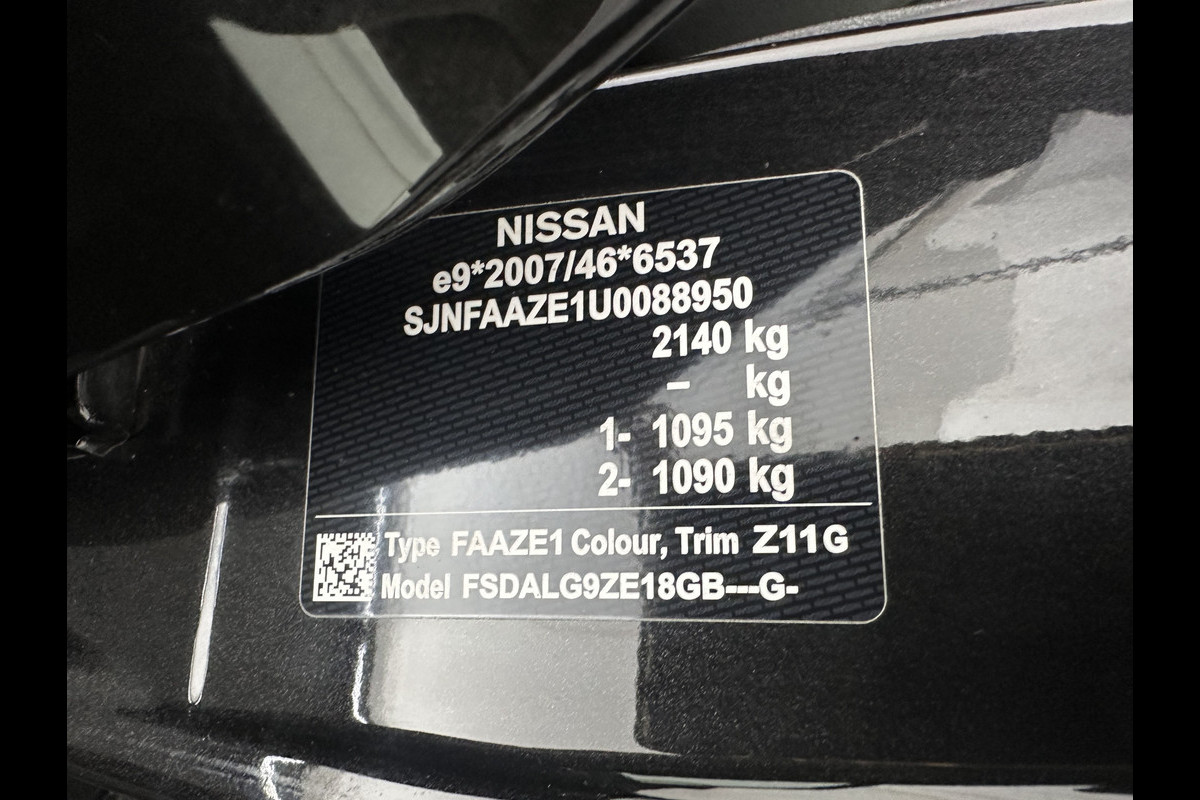 NISSAN
e9*2007/46*6537
SJNFAAZE1U0088950
2140 kg
– kg
1- 1095 kg
2- 1090 kg
Type FAAZE1 Colour, Trim Z11G
Model FSDALG9ZE18GB---G-